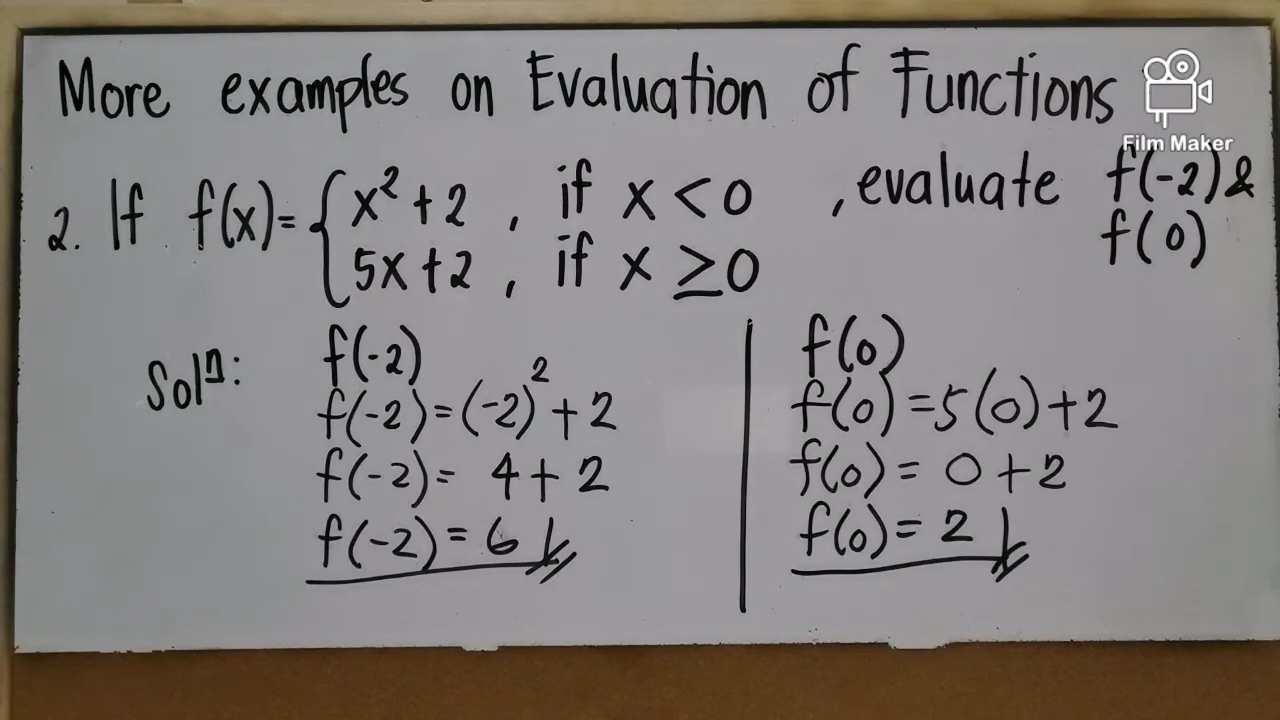 More examples on Evaluation of Functions
Film Maker
2. If f(x)= { x² + 2 , if x < 0 , evaluate f(-2) &
5x + 2 , if x ≥ 0 f(0)
Solⁿ:
f(-2)
f(-2) = (-2)² + 2
f(-2) = 4 + 2
f(-2) = 6
f(0)
f(0) = 5(0) + 2
f(0) = 0 + 2
f(0) = 2